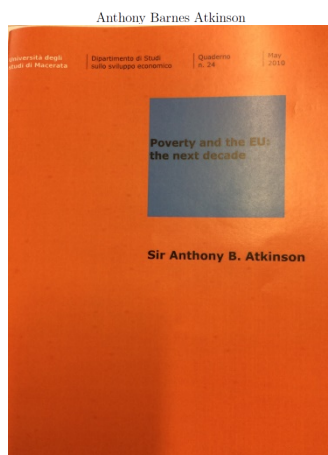 Anthony Barnes Atkinson
Università degli
Studi di Macerata
Dipartimento di Studi
sullo sviluppo economico
Quaderno
n. 24
May
2010
Poverty and the EU:
the next decade
Sir Anthony B. Atkinson